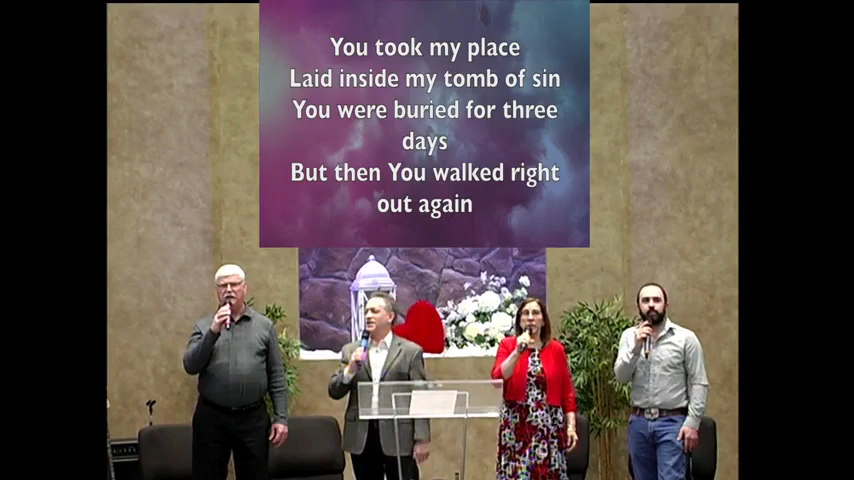 You took my place
Laid inside my tomb of sin
You were buried for three
days
But then You walked right
out again